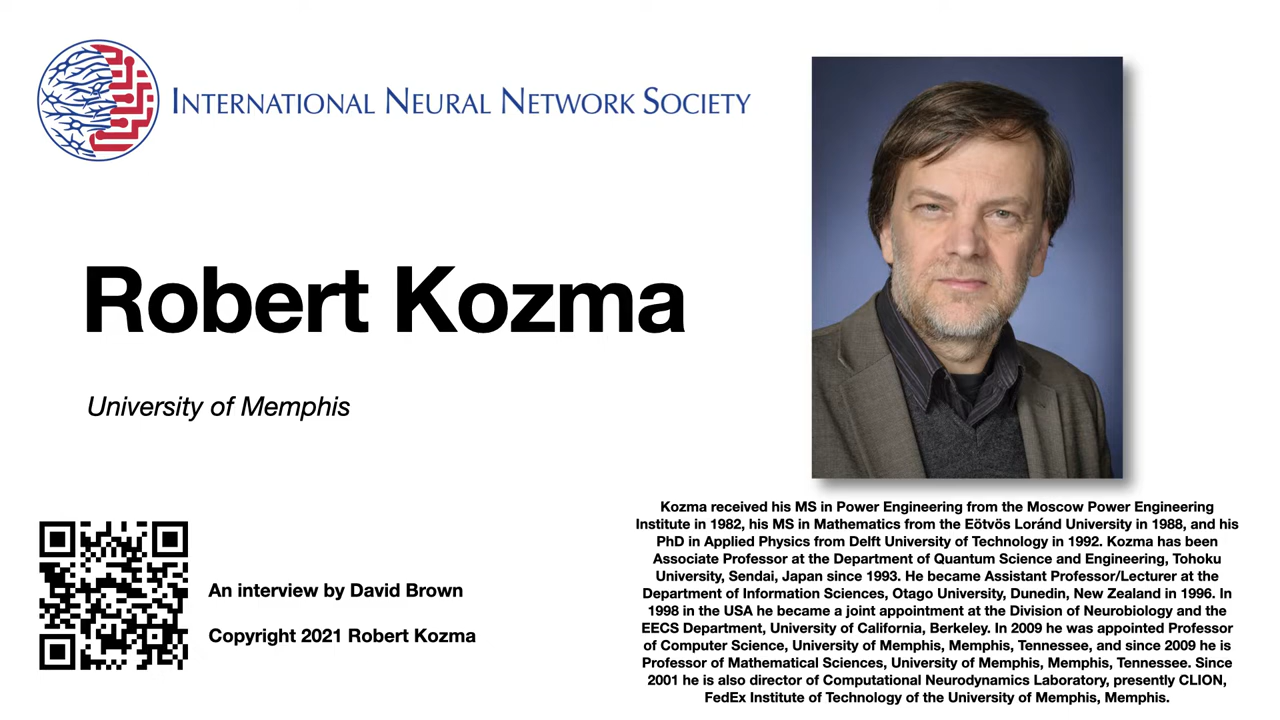 INTERNATIONAL NEURAL NETWORK SOCIETY
Robert Kozma
University of Memphis
An interview by David Brown
Copyright 2021 Robert Kozma
Kozma received his MS in Power Engineering from the Moscow Power Engineering
Institute in 1982, his MS in Mathematics from the Eötvös Loránd University in 1988, and his
PhD in Applied Physics from Delft University of Technology in 1992. Kozma has been
Associate Professor at the Department of Quantum Science and Engineering, Tohoku
University, Sendai, Japan since 1993. He became Assistant Professor/Lecturer at the
Department of Information Sciences, Otago University, Dunedin, New Zealand in 1996. In
1998 in the USA he became a joint appointment at the Division of Neurobiology and the
EECS Department, University of California, Berkeley. In 2009 he was appointed Professor
of Computer Science, University of Memphis, Memphis, Tennessee, and since 2009 he is
Professor of Mathematical Sciences, University of Memphis, Memphis, Tennessee. Since
2001 he is also director of Computational Neurodynamics Laboratory, presently CLION,
FedEx Institute of Technology of the University of Memphis, Memphis.